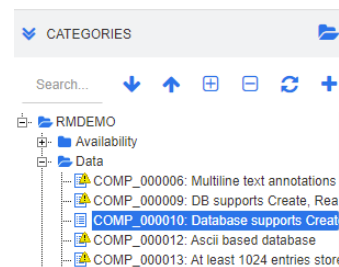 CATEGORIES
Search...
RMDEMO
Availability
Data
COMP_000006: Multiline text annotations
COMP_000009: DB supports Create, Rea
COMP_000010: Database supports Creat
COMP_000012: Ascii based database
COMP_000013: At least 1024 entries store